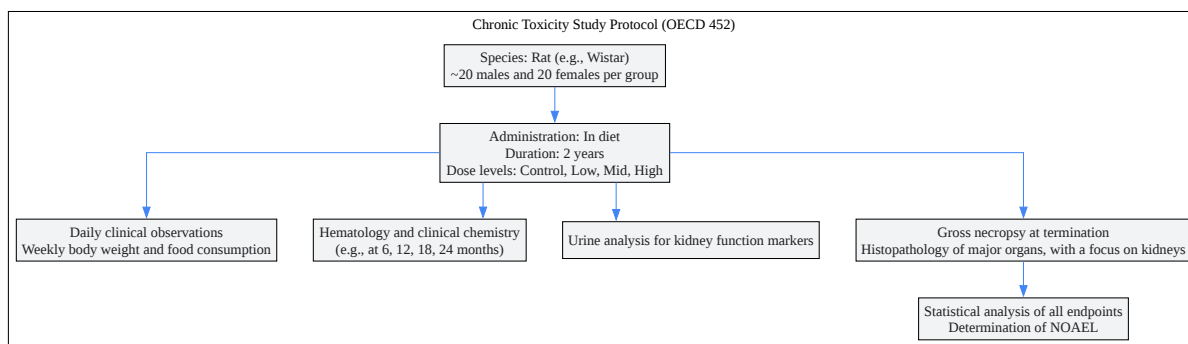 Chronic Toxicity Study Protocol (OECD 452)
Species: Rat (e.g., Wistar)
~20 males and 20 females per group
Administration: In diet
Duration: 2 years
Dose levels: Control, Low, Mid, High
Daily clinical observations
Weekly body weight and food consumption
Hematology and clinical chemistry
(e.g., at 6, 12, 18, 24 months)
Urine analysis for kidney function markers
Gross necropsy at termination
Histopathology of major organs, with a focus on kidneys
Statistical analysis of all endpoints
Determination of NOAEL